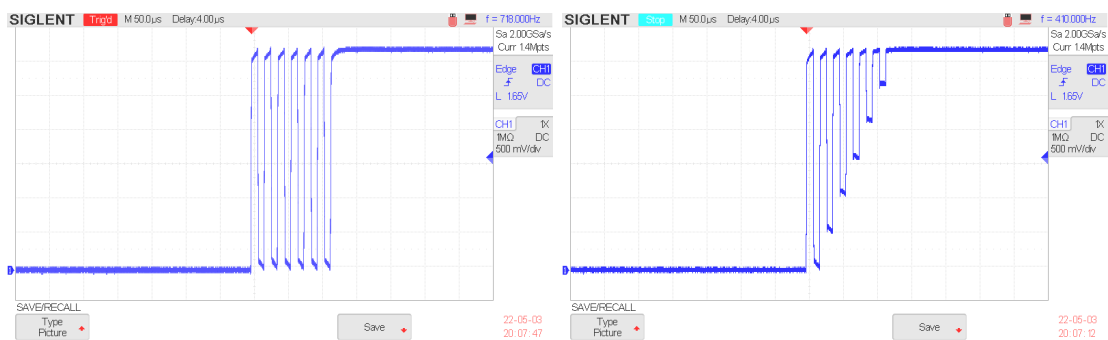 SIGLENT Trig'd M 50.0µs Delay:4.00µs f = 718.000Hz
Sa 2.00GSa/s
Curr 1.4Mpts
Edge CH1
DC
L 1.65V
CH1 1X
1MΩ DC
500 mV/div
SAVE/RECALL
Type
Picture
Save
22-05-03
20:07:47
SIGLENT Stop M 50.0µs Delay:4.00µs f = 410.000Hz
Sa 2.00GSa/s
Curr 1.4Mpts
Edge CH1
DC
L 1.65V
CH1 1X
1MΩ DC
500 mV/div
SAVE/RECALL
Type
Picture
Save
22-05-03
20:07:12